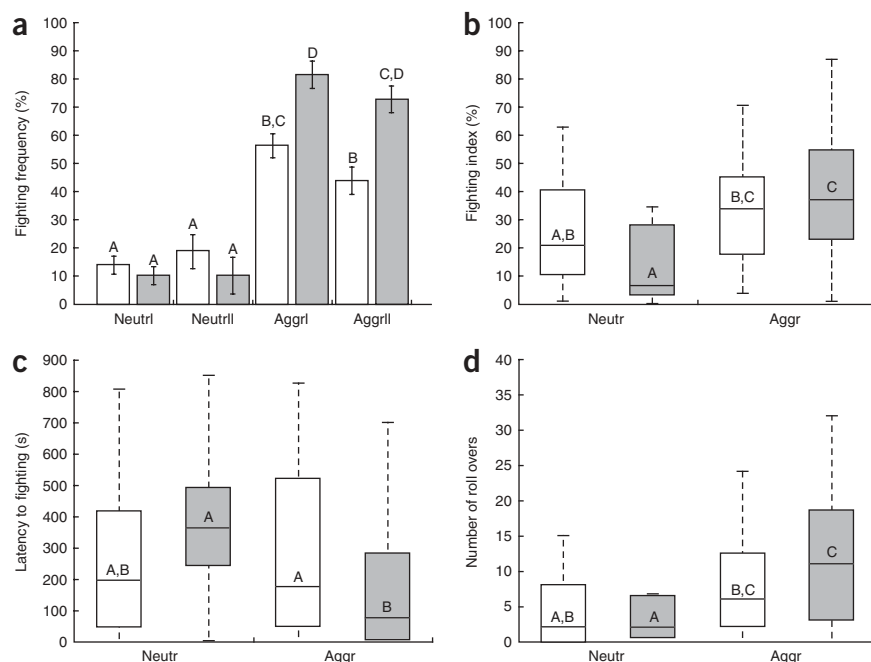 a
Fighting frequency (%)
100
90
80
70
60
50
40
30
20
10
0
A
A
A
A
B,C
D
B
C,D
NeutrI
NeutrII
AggrI
AggrII
b
Fighting index (%)
100
90
80
70
60
50
40
30
20
10
0
A,B
A
B,C
C
Neutr
Aggr
c
Latency to fighting (s)
900
800
700
600
500
400
300
200
100
0
A,B
A
A
B
Neutr
Aggr
d
Number of roll overs
40
35
30
25
20
15
10
5
0
A,B
A
B,C
C
Neutr
Aggr